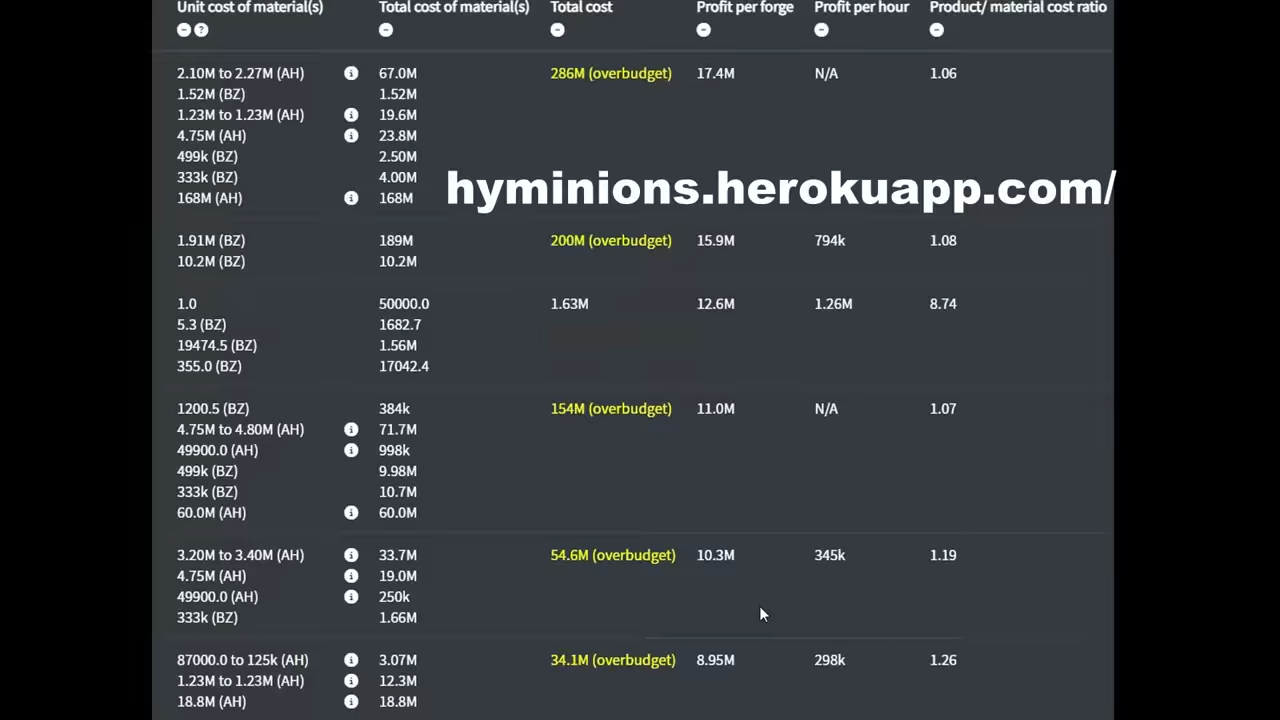 Unit cost of material(s) Total cost of material(s) Total cost Profit per forge Profit per hour Product/ material cost ratio
2.10M to 2.27M (AH) 67.0M 286M (overbudget) 17.4M N/A 1.06
1.52M (BZ) 1.52M
1.23M to 1.23M (AH) 19.6M
4.75M (AH) 23.8M
499k (BZ) 2.50M
333k (BZ) 4.00M
hyminions.herokuapp.com/
168M (AH) 168M
1.91M (BZ) 189M 200M (overbudget) 15.9M 794k 1.08
10.2M (BZ) 10.2M
1.0 50000.0 1.63M 12.6M 1.26M 8.74
5.3 (BZ) 1682.7
19474.5 (BZ) 1.56M
355.0 (BZ) 17042.4
1200.5 (BZ) 384k 154M (overbudget) 11.0M N/A 1.07
4.75M to 4.80M (AH) 71.7M
49900.0 (AH) 998k
499k (BZ) 9.98M
333k (BZ) 10.7M
60.0M (AH) 60.0M
3.20M to 3.40M (AH) 33.7M 54.6M (overbudget) 10.3M 345k 1.19
4.75M (AH) 19.0M
49900.0 (AH) 250k
333k (BZ) 1.66M
87000.0 to 125k (AH) 3.07M 34.1M (overbudget) 8.95M 298k 1.26
1.23M to 1.23M (AH) 12.3M
18.8M (AH) 18.8M